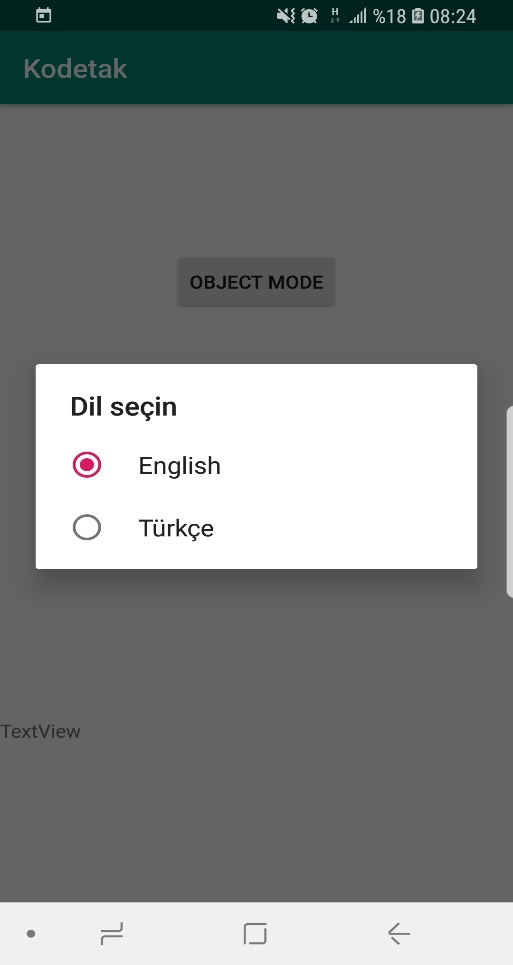 H %18 08:24
Kodetak
OBJECT MODE
Dil seçin
English
Türkçe
TextView